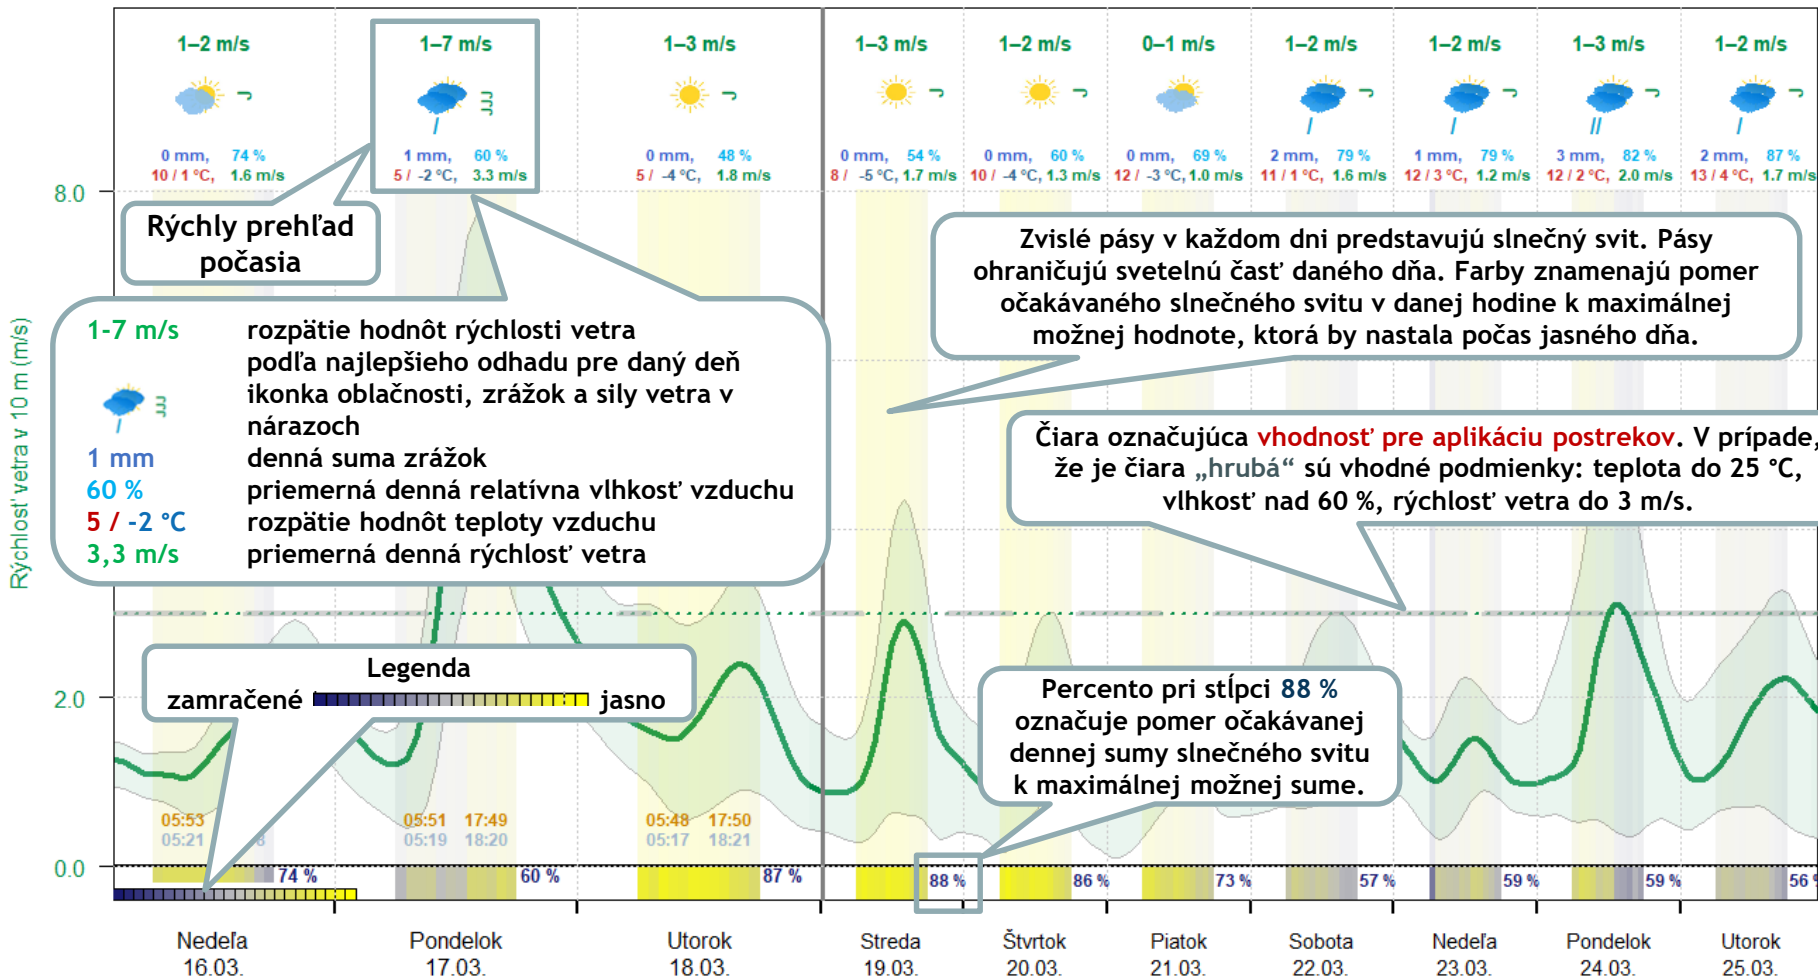 1–2 m/s
1–7 m/s
1–3 m/s
1–3 m/s
1–2 m/s
0–1 m/s
1–2 m/s
1–2 m/s
1–3 m/s
1–2 m/s
0 mm, 74 %
10 / 1 °C, 1.6 m/s
1 mm, 60 %
5 / -2 °C, 3.3 m/s
0 mm, 48 %
5 / -4 °C, 1.8 m/s
0 mm, 54 %
8 / -5 °C, 1.7 m/s
0 mm, 60 %
10 / -4 °C, 1.3 m/s
0 mm, 69 %
12 / -3 °C, 1.0 m/s
2 mm, 79 %
11 / 1 °C, 1.6 m/s
1 mm, 79 %
12 / 3 °C, 1.2 m/s
3 mm, 82 %
12 / 2 °C, 2.0 m/s
2 mm, 87 %
13 / 4 °C, 1.7 m/s
8.0
2.0
0.0
Rýchlosť vetra v 10 m (m/s)
Rýchly prehľad
počasia
1-7 m/s rozpätie hodnôt rýchlosti vetra
podľa najlepšieho odhadu pre daný deň
ikonka oblačnosti, zrážok a sily vetra v
nárazoch
1 mm denná suma zrážok
60 % priemerná denná relatívna vlhkosť vzduchu
5 / -2 °C rozpätie hodnôt teploty vzduchu
3,3 m/s priemerná denná rýchlosť vetra
Zvislé pásy v každom dni predstavujú slnečný svit. Pásy
ohraničujú svetelnú časť daného dňa. Farby znamenajú pomer
očakávaného slnečného svitu v danej hodine k maximálnej
možnej hodnote, ktorá by nastala počas jasného dňa.
Čiara označujúca vhodnosť pre aplikáciu postrekov. V prípade,
že je čiara „hrubá“ sú vhodné podmienky: teplota do 25 °C,
vlhkosť nad 60 %, rýchlosť vetra do 3 m/s.
Legenda
zamračené jasno
Percento pri stĺpci 88 %
označuje pomer očakávanej
dennej sumy slnečného svitu
k maximálnej možnej sume.
05:53
05:21
05:51 17:49
05:19 18:20
05:48 17:50
05:17 18:21
74 %
60 %
87 %
88 %
86 %
73 %
57 %
59 %
59 %
56 %
Nedeľa
16.03.
Pondelok
17.03.
Utorok
18.03.
Streda
19.03.
Štvrtok
20.03.
Piatok
21.03.
Sobota
22.03.
Nedeľa
23.03.
Pondelok
24.03.
Utorok
25.03.